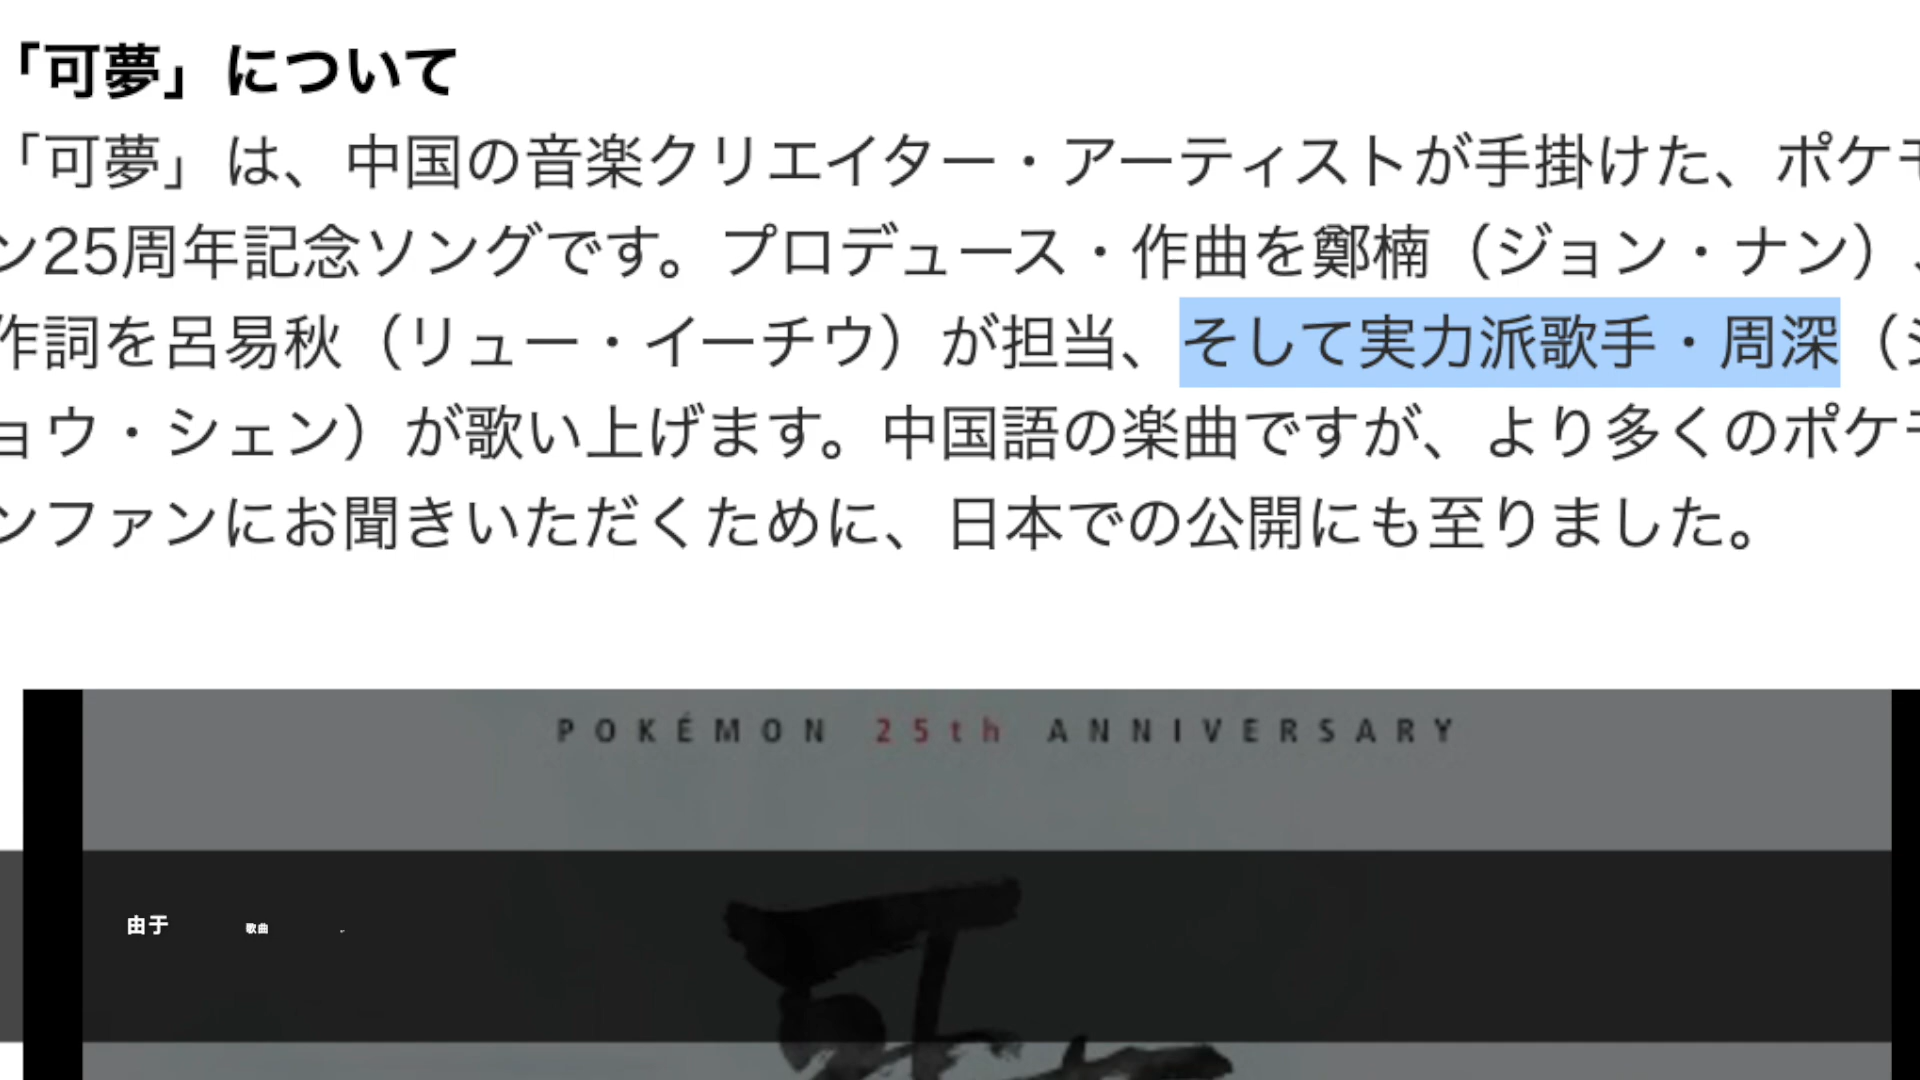 「可夢」について
「可夢」は、中国の音楽クリエイター・アーティストが手掛けた、ポケモ
ン25周年記念ソングです。プロデュース・作曲を鄭楠（ジョン・ナン）、
作詞を呂易秋（リュー・イーチウ）が担当、そして実力派歌手・周深（ジ
ョウ・シェン）が歌い上げます。中国語の楽曲ですが、より多くのポケモ
ンファンにお聞きいただくために、日本での公開にも至りました。
POKÉMON 25th ANNIVERSARY
可
由于 歌曲